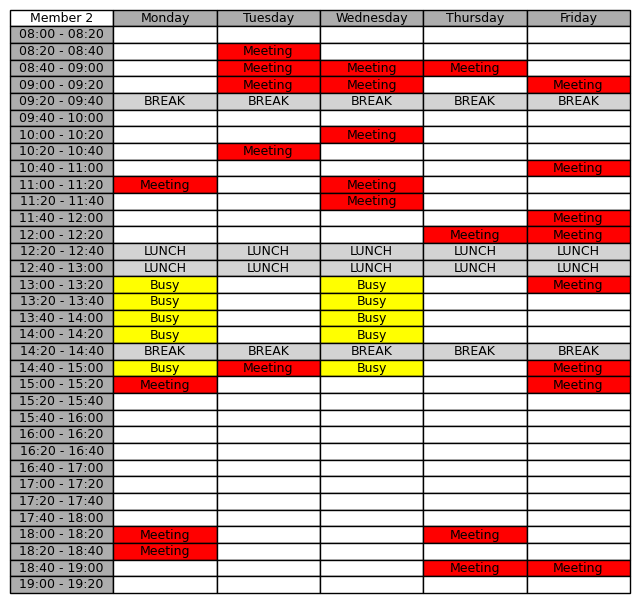 Member 2 Monday Tuesday Wednesday Thursday Friday
08:00 - 08:20
08:20 - 08:40 Meeting
08:40 - 09:00 Meeting Meeting Meeting
09:00 - 09:20 Meeting Meeting Meeting
09:20 - 09:40 BREAK BREAK BREAK BREAK BREAK
09:40 - 10:00
10:00 - 10:20 Meeting
10:20 - 10:40 Meeting
10:40 - 11:00 Meeting
11:00 - 11:20 Meeting Meeting
11:20 - 11:40 Meeting
11:40 - 12:00 Meeting
12:00 - 12:20 Meeting Meeting
12:20 - 12:40 LUNCH LUNCH LUNCH LUNCH LUNCH
12:40 - 13:00 LUNCH LUNCH LUNCH LUNCH LUNCH
13:00 - 13:20 Busy Busy Meeting
13:20 - 13:40 Busy Busy
13:40 - 14:00 Busy Busy
14:00 - 14:20 Busy Busy
14:20 - 14:40 BREAK BREAK BREAK BREAK BREAK
14:40 - 15:00 Busy Meeting Busy Meeting
15:00 - 15:20 Meeting Meeting
15:20 - 15:40
15:40 - 16:00
16:00 - 16:20
16:20 - 16:40
16:40 - 17:00
17:00 - 17:20
17:20 - 17:40
17:40 - 18:00
18:00 - 18:20 Meeting Meeting
18:20 - 18:40 Meeting
18:40 - 19:00 Meeting Meeting
19:00 - 19:20